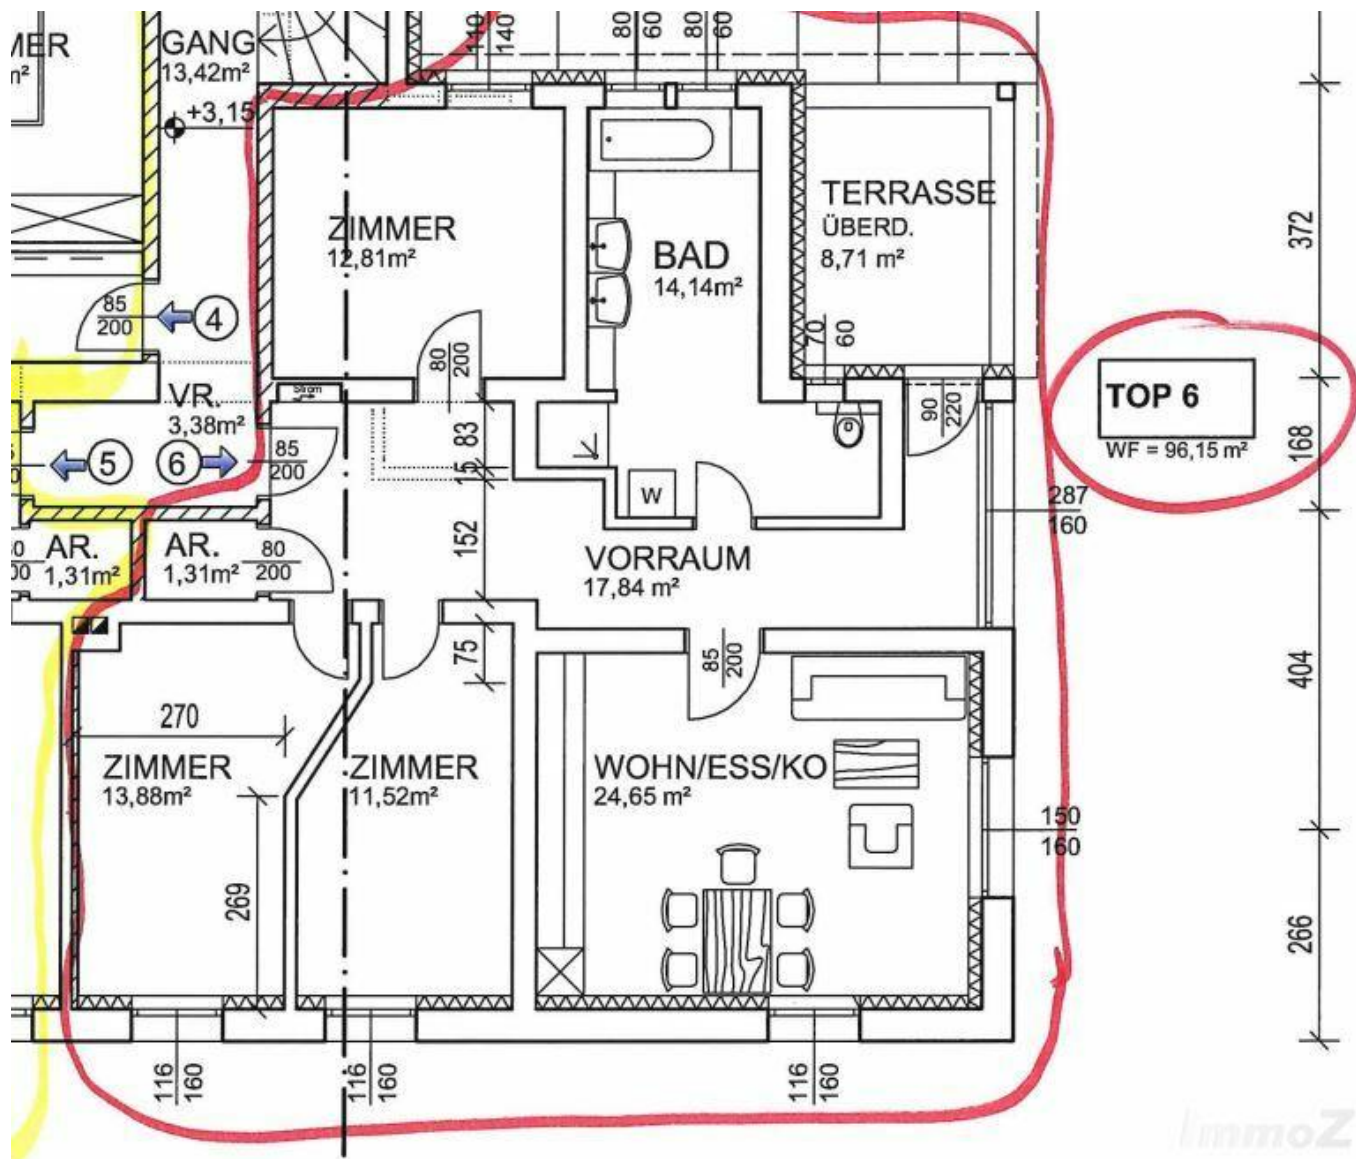 GANG
13,42m²
+3,15
110
140
80
60
80
60
ZIMMER
12,81m²
BAD
14,14m²
TERRASSE
ÜBERD.
8,71 m²
372
85
200
4
80
200
70
60
Strom
VR.
3,38m²
5
6
85
200
83
15
152
90
220
W
TOP 6
WF = 96,15 m²
168
287
160
AR.
1,31m²
AR.
1,31m²
80
200
VORRAUM
17,84 m²
75
85
200
404
270
ZIMMER
13,88m²
ZIMMER
11,52m²
WOHN/ESS/KO
24,65 m²
150
160
269
266
116
160
116
160
116
160
ImmoZ